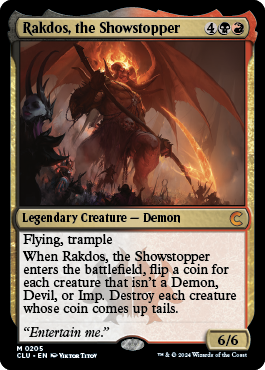 Rakdos, the Showstopper 4
Legendary Creature — Demon
Flying, trample
When Rakdos, the Showstopper
enters the battlefield, flip a coin for
each creature that isn't a Demon,
Devil, or Imp. Destroy each creature
whose coin comes up tails.
"Entertain me."
6/6
M 0205
CLU • EN Viktor Titov
™ & © 2024 Wizards of the Coast